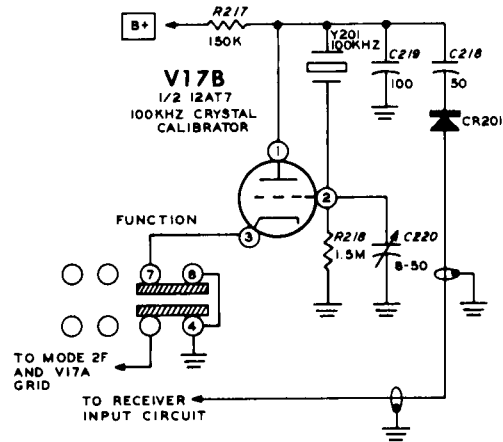 B+
R217
150K
Y201
100KHZ
C219
100
C218
50
CR201
V17B
1/2 12AT7
100KHZ CRYSTAL
CALIBRATOR
1
2
3
FUNCTION
R218
1.5M
C220
8-50
7
8
4
TO MODE 2F
AND V17A
GRID
TO RECEIVER
INPUT CIRCUIT